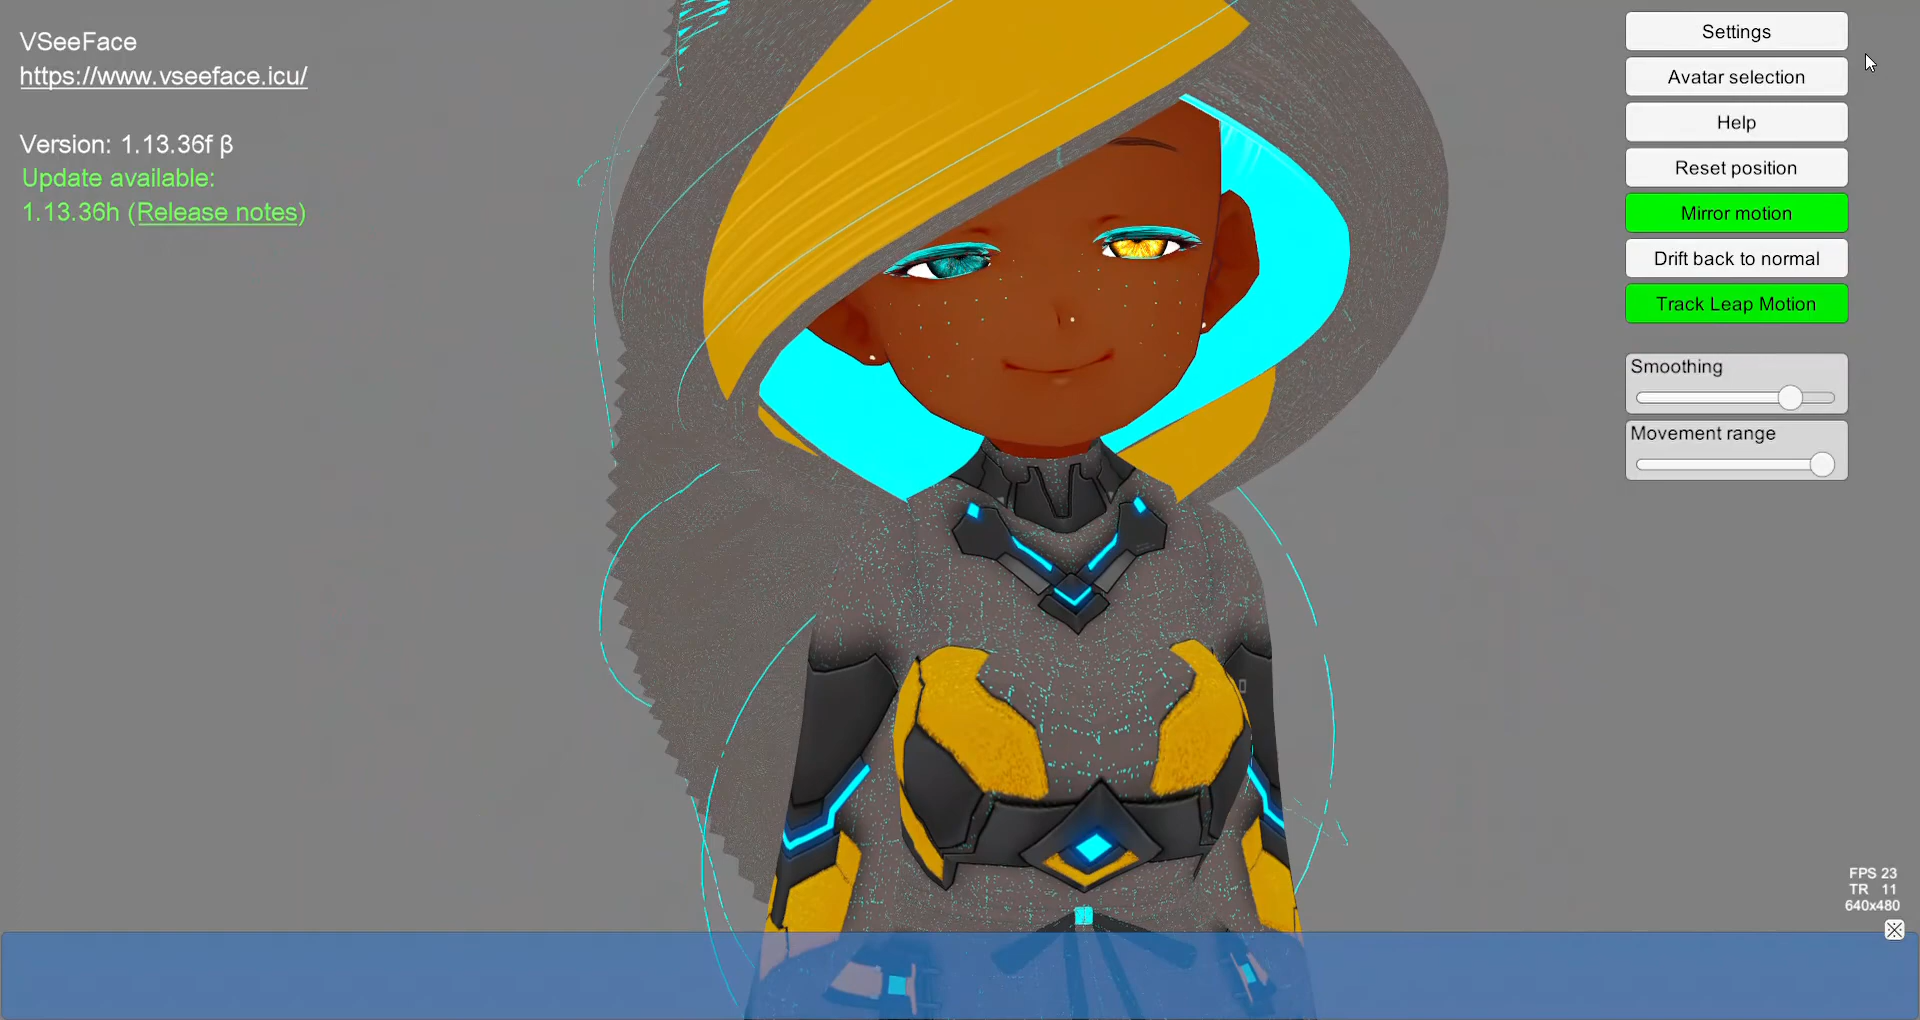 VSeeFace
https://www.vseeface.icu/
Version: 1.13.36f β
Update available:
1.13.36h (Release notes)
Settings
Avatar selection
Help
Reset position
Mirror motion
Drift back to normal
Track Leap Motion
Smoothing
Movement range
FPS 23
TR 11
640x480